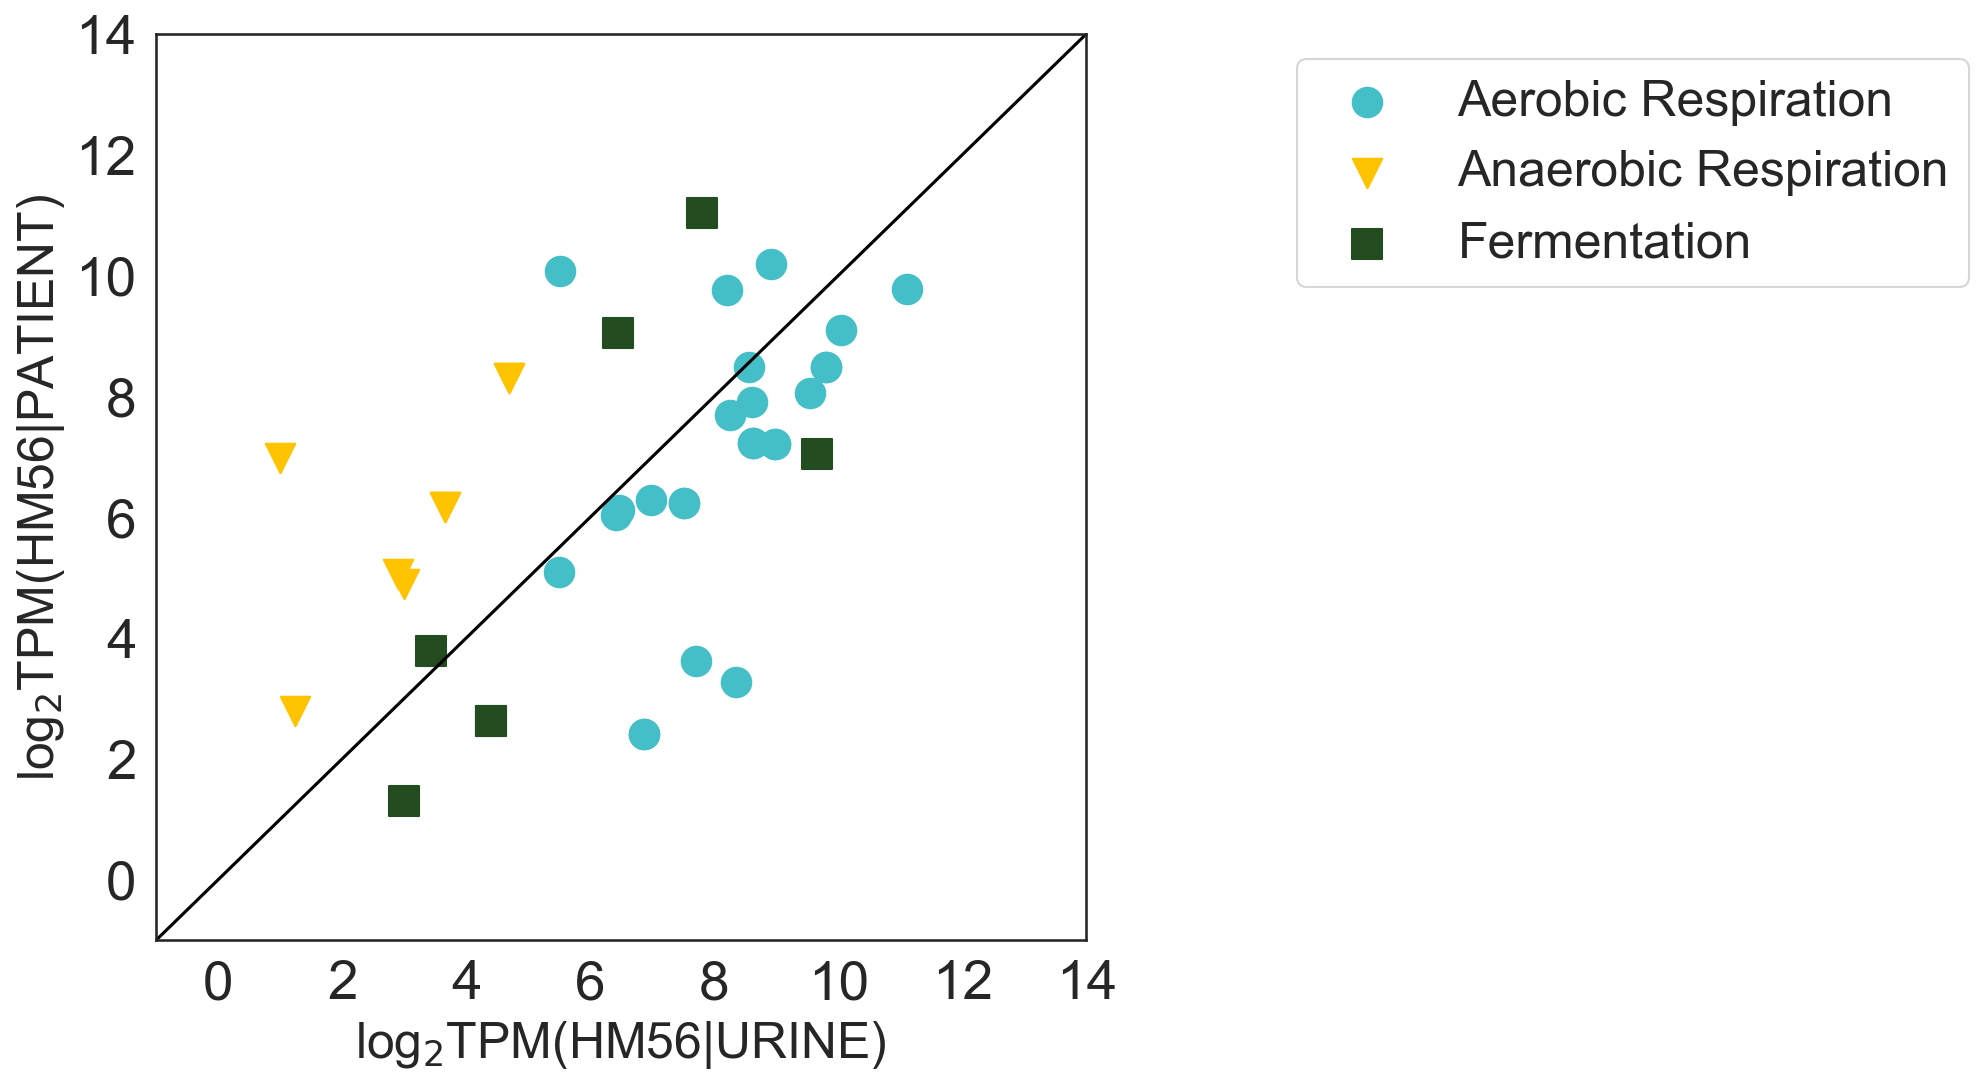 14
12
10
8
6
4
2
0
0 2 4 6 8 10 12 14
log₂TPM(HM56|PATIENT)
log₂TPM(HM56|URINE)
Aerobic Respiration
Anaerobic Respiration
Fermentation